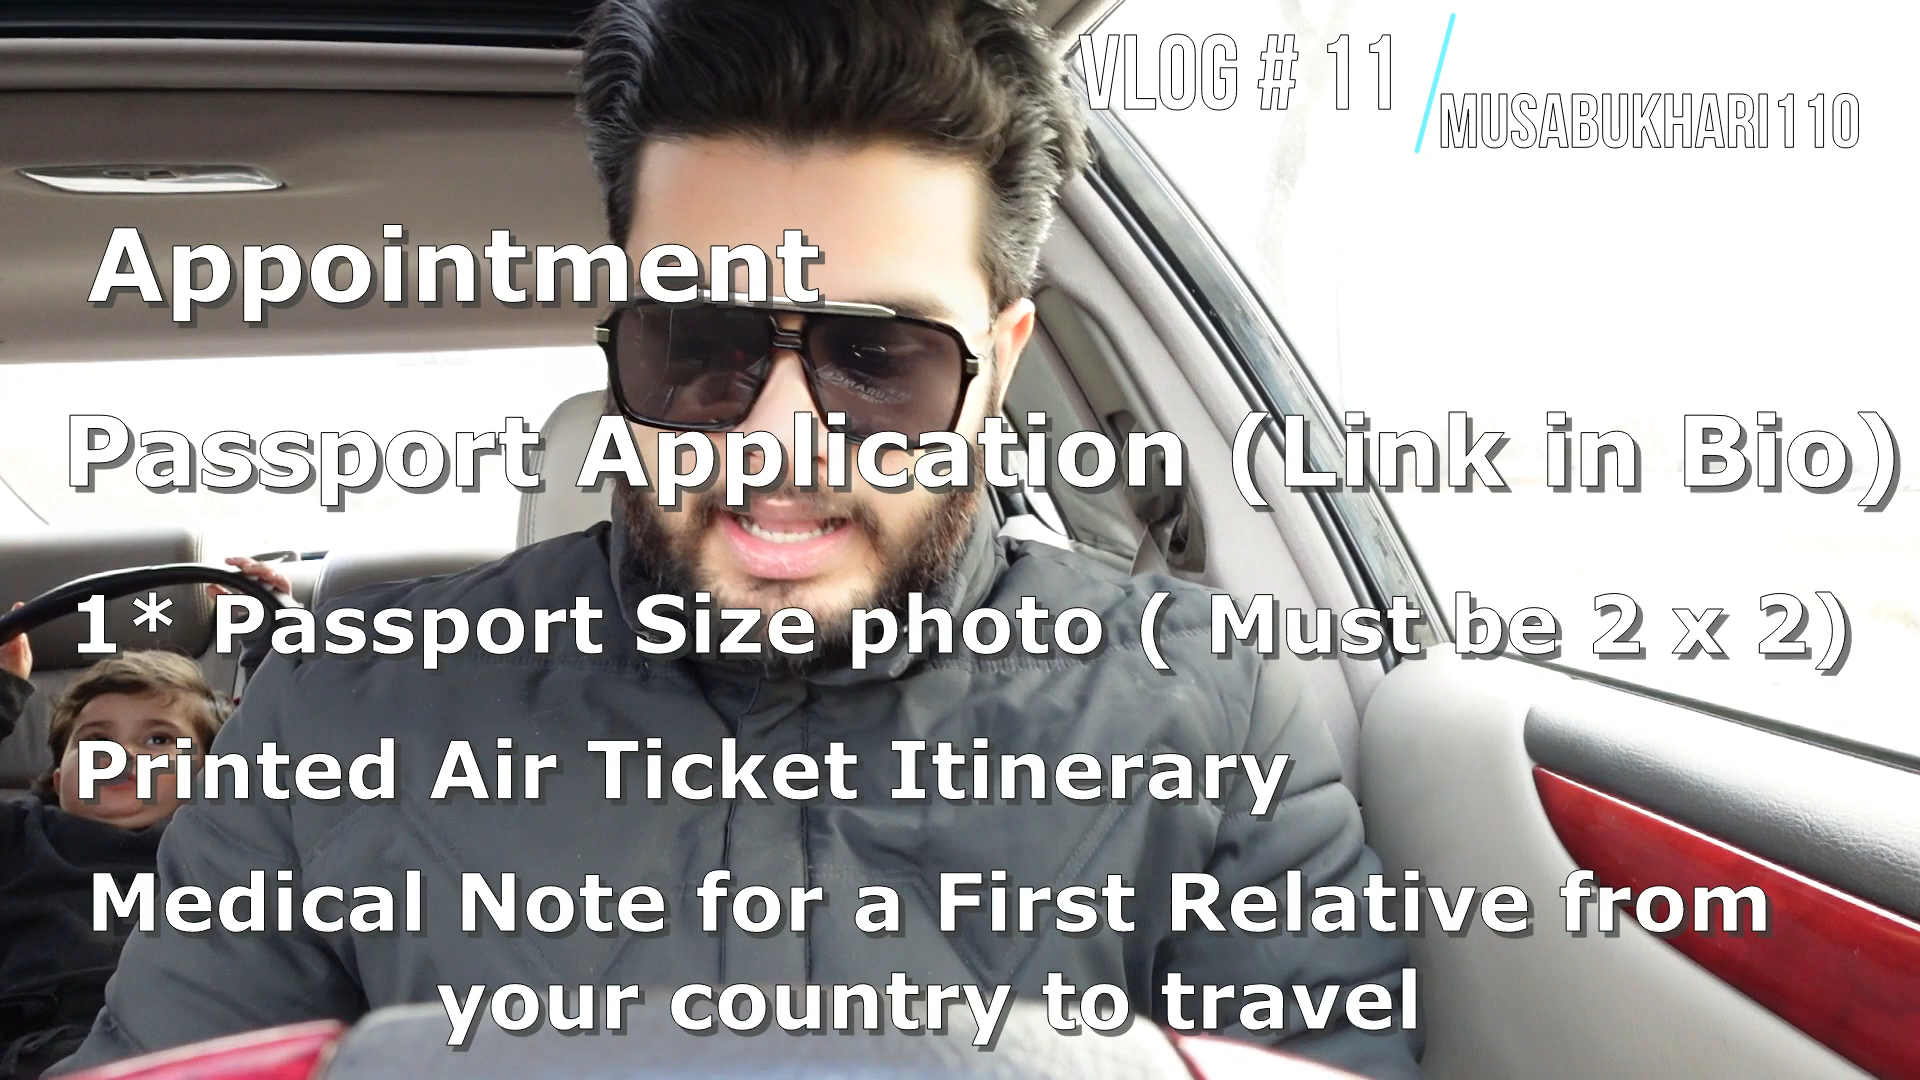 VLOG # 11
MUSABUKHARI110
Appointment
Passport Application (Link in Bio)
1* Passport Size photo ( Must be 2 x 2)
Printed Air Ticket Itinerary
Medical Note for a First Relative from
your country to travel